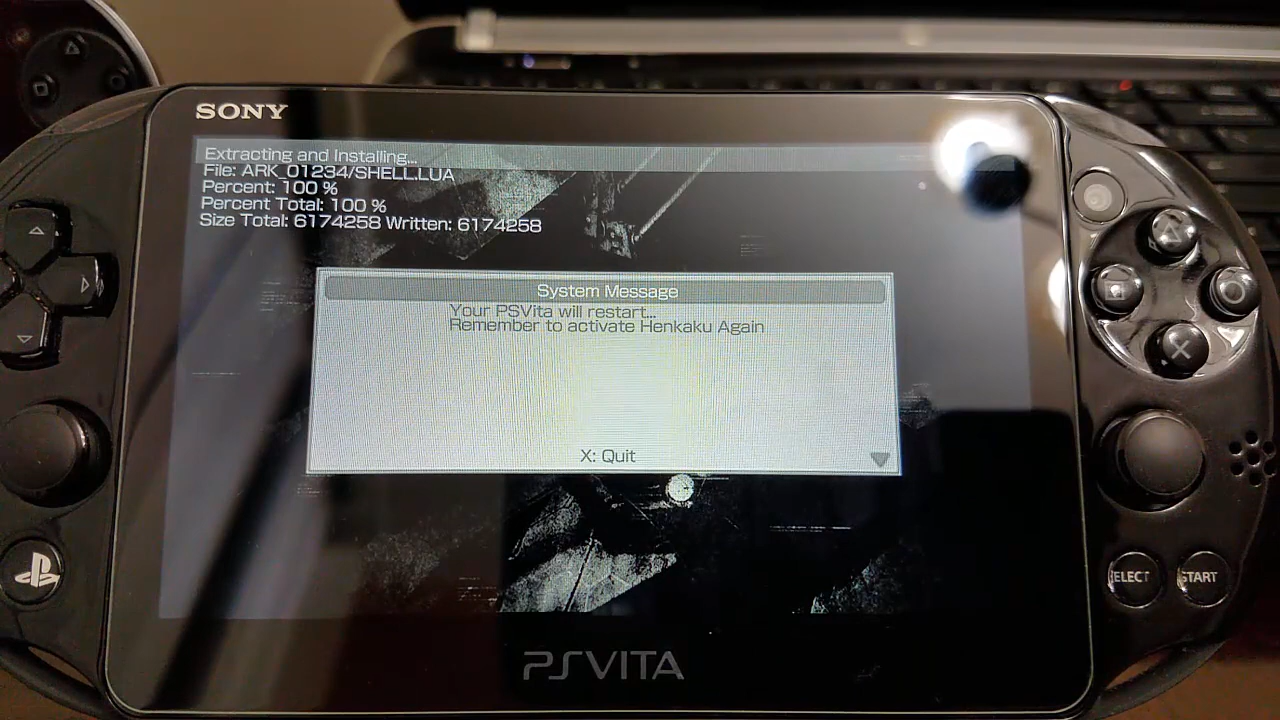 SONY
Extracting and Installing...
File: ARK_01234/SHELL.LUA
Percent: 100 %
Percent Total: 100 %
Size Total: 6174258 Written: 6174258
System Message
Your PSVita will restart...
Remember to activate Henkaku Again
X: Quit
ELECT
START
PSVITA